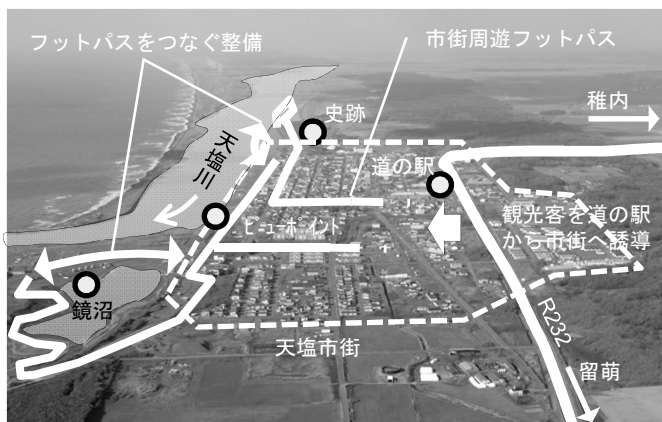 フットパスをつなぐ整備
市街周遊フットパス
稚内
史跡
天塩川
道の駅
観光客を道の駅
から市街へ誘導
ビューポイント
鏡沼
R232
天塩市街
留萌